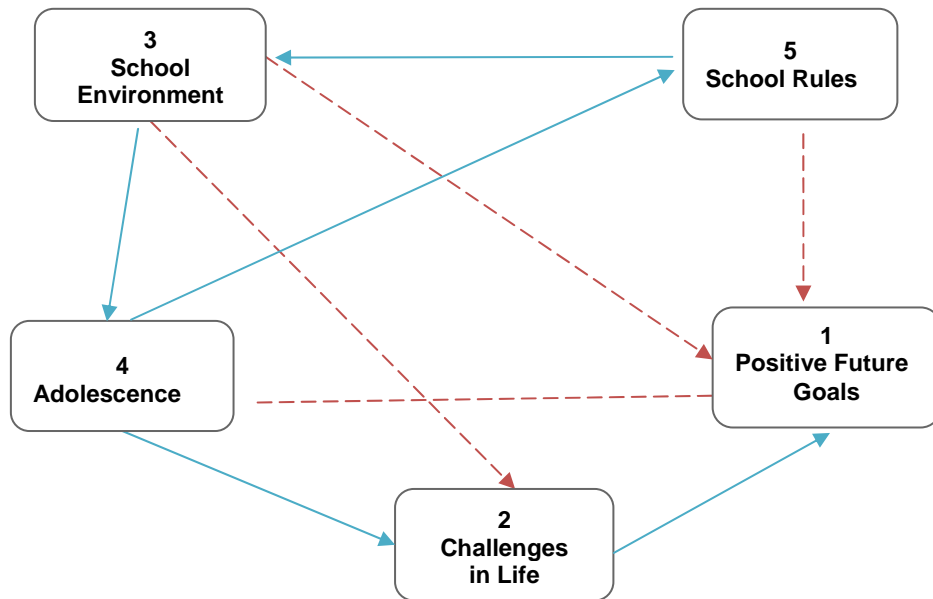 3
School
Environment
5
School Rules
4
Adolescence
1
Positive Future
Goals
2
Challenges
in Life